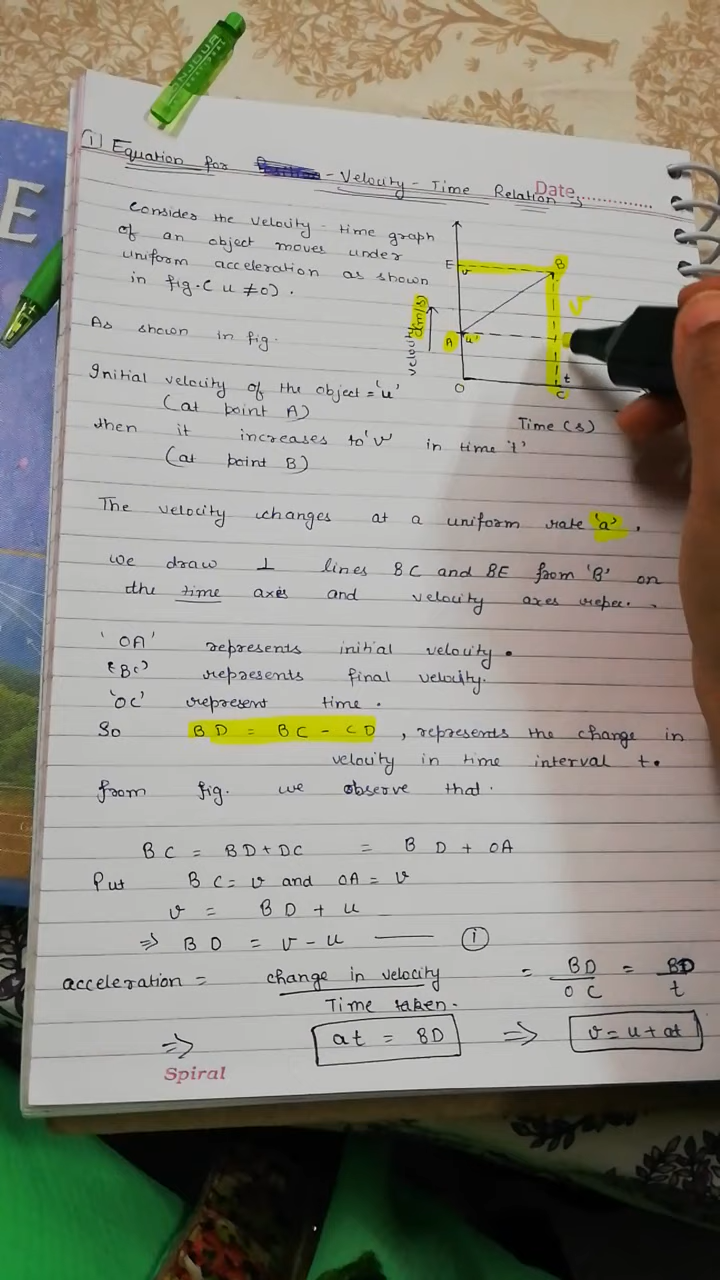 1) Equation for - Velocity - Time Relation
Date..............
Consider the velocity - time graph
of an object moves under
uniform acceleration as shown
in fig. ( u ≠ 0 ) .
As shown in fig.
Initial velocity of the object = 'u'
(at point A)
then it increases to 'v' in time 't'
(at point B)
E
v
B
v
velocity (m/s)
A
u
O
t
C
Time (s)
The velocity changes at a uniform rate 'a' .
We draw ⊥ lines BC and BE from 'B' on
the time axis and velocity axes repec. .
'OA' represents initial velocity .
'BC' represents final velocity.
'OC' represent time .
So BD = BC - CD , represents the change in
velocity in time interval t .
from fig. we observe that .
BC = BD + DC = BD + OA
Put BC = v and OA = v
v = BD + u
⇒ BD = v - u —— 1
acceleration = change in velocity / Time taken . = BD / OC = BD / t
⇒ at = BD ⇒ v = u + at
Spiral
E